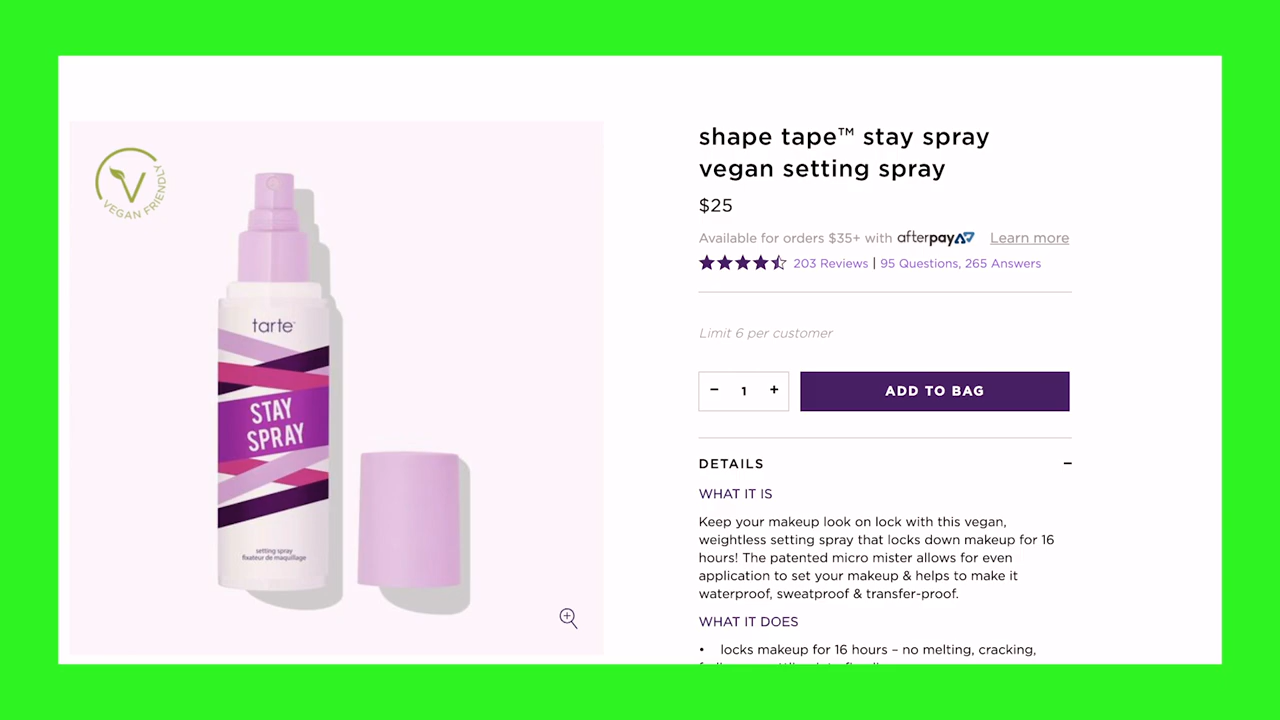 VEGAN FRIENDLY
tarte™
STAY
SPRAY
setting spray
fixateur de maquillage
shape tape™ stay spray
vegan setting spray
$25
Available for orders $35+ with afterpay Learn more
203 Reviews | 95 Questions, 265 Answers
Limit 6 per customer
− 1 + ADD TO BAG
DETAILS −
WHAT IT IS
Keep your makeup look on lock with this vegan,
weightless setting spray that locks down makeup for 16
hours! The patented micro mister allows for even
application to set your makeup & helps to make it
waterproof, sweatproof & transfer-proof.
WHAT IT DOES
• locks makeup for 16 hours – no melting, cracking,